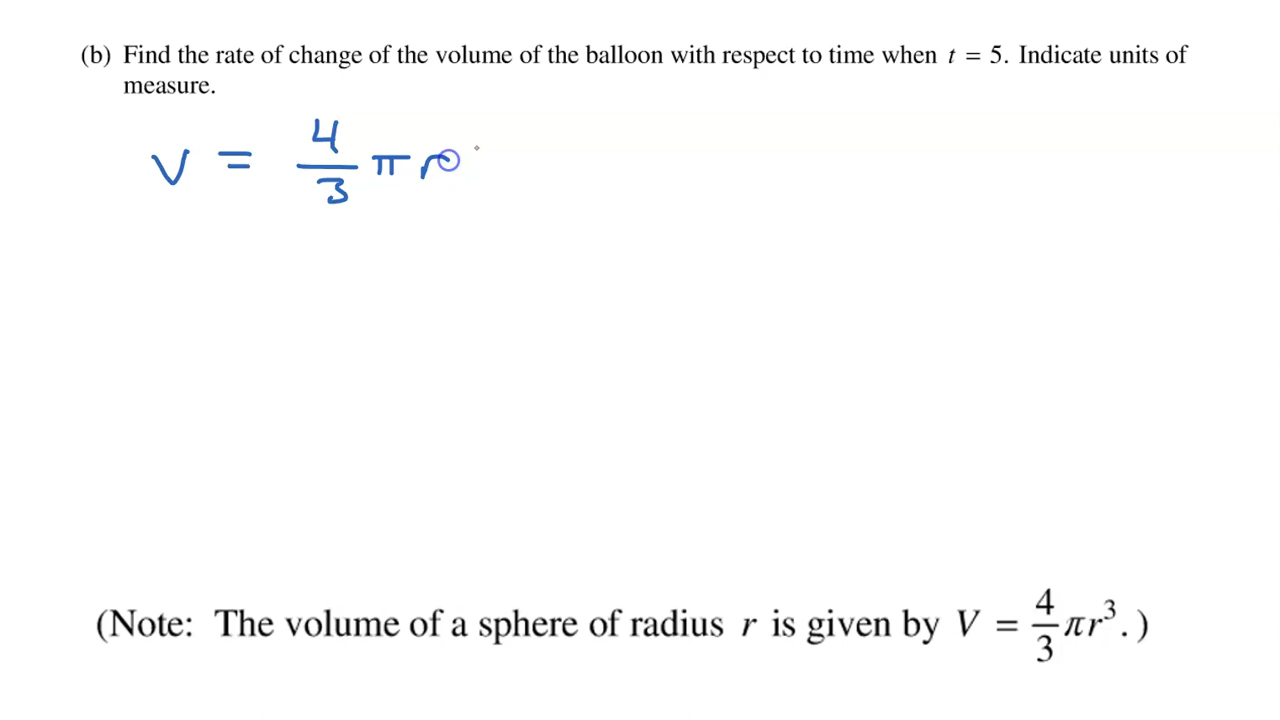 (b) Find the rate of change of the volume of the balloon with respect to time when t = 5. Indicate units of
measure.
V = 4/3 π r
(Note: The volume of a sphere of radius r is given by V = 4/3 πr³.)